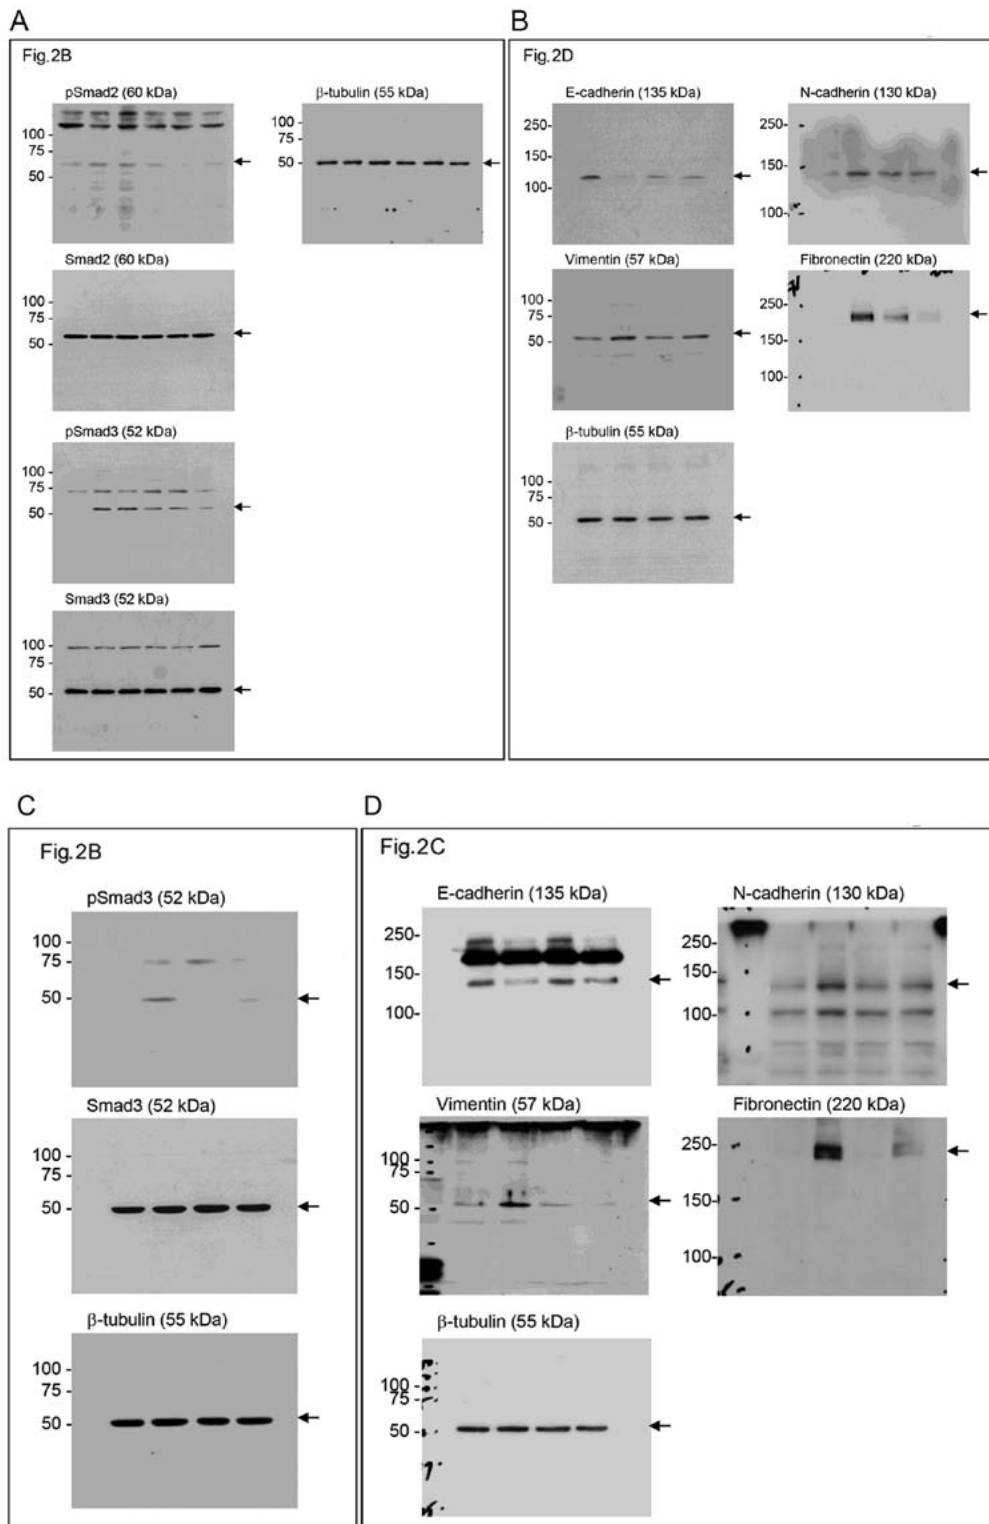 A
Fig.2B
pSmad2 (60 kDa)
100
75
50
β-tubulin (55 kDa)
100
75
50
Smad2 (60 kDa)
100
75
50
pSmad3 (52 kDa)
100
75
50
Smad3 (52 kDa)
100
75
50
B
Fig.2D
E-cadherin (135 kDa)
250-
150-
100-
N-cadherin (130 kDa)
250-
150-
100-
Vimentin (57 kDa)
100
75
50
Fibronectin (220 kDa)
250-
150-
100-
β-tubulin (55 kDa)
100
75
50
C
Fig.2B
pSmad3 (52 kDa)
100
75
50
Smad3 (52 kDa)
100
75
50
β-tubulin (55 kDa)
100
75
50
D
Fig.2C
E-cadherin (135 kDa)
250-
150-
100-
N-cadherin (130 kDa)
250-
150-
100-
Vimentin (57 kDa)
100
75
50
Fibronectin (220 kDa)
250-
150-
100-
β-tubulin (55 kDa)
100
75
50